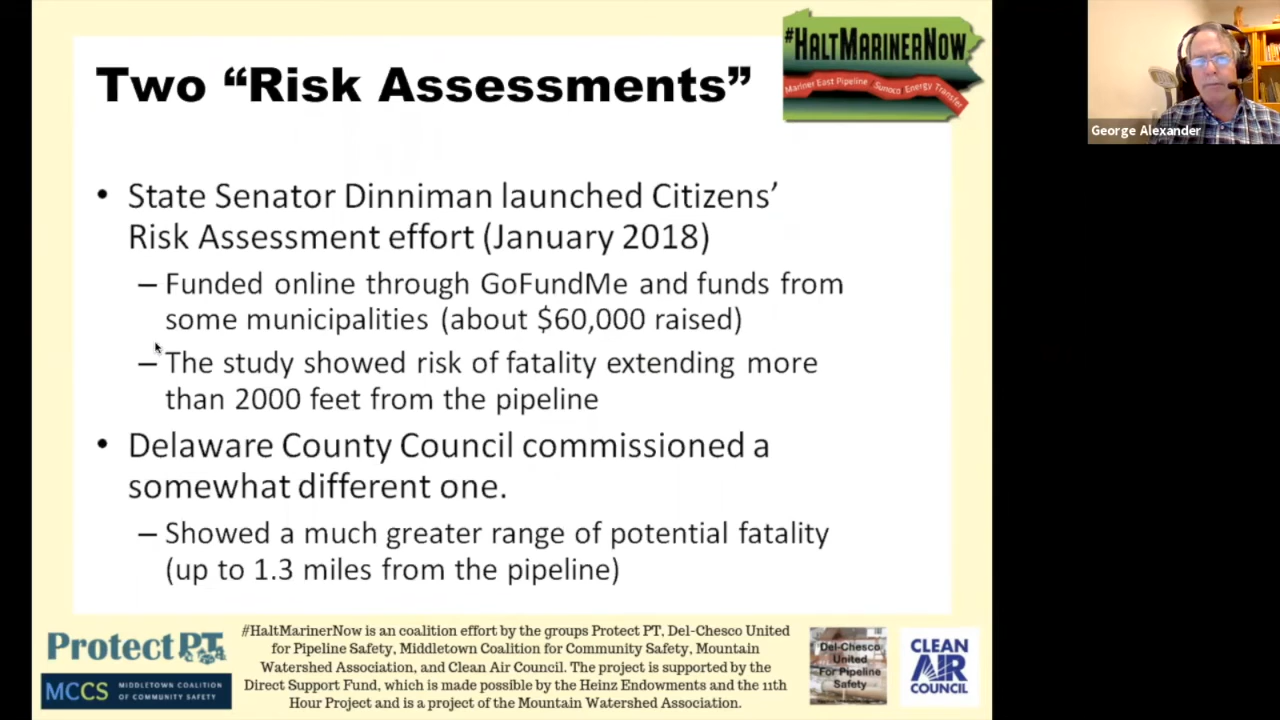 Two “Risk Assessments”
#HALTMARINERNOW
Mariner East Pipeline Sunoco Energy Transfer
George Alexander
• State Senator Dinniman launched Citizens’
Risk Assessment effort (January 2018)
– Funded online through GoFundMe and funds from
some municipalities (about $60,000 raised)
– The study showed risk of fatality extending more
than 2000 feet from the pipeline
• Delaware County Council commissioned a
somewhat different one.
– Showed a much greater range of potential fatality
(up to 1.3 miles from the pipeline)
Protect PT
MCCS
MIDDLETOWN COALITION
OF COMMUNITY SAFETY
#HaltMarinerNow is an coalition effort by the groups Protect PT, Del-Chesco United
for Pipeline Safety, Middletown Coalition for Community Safety, Mountain
Watershed Association, and Clean Air Council. The project is supported by the
Direct Support Fund, which is made possible by the Heinz Endowments and the 11th
Hour Project and is a project of the Mountain Watershed Association.
Del-Chesco
United
For Pipeline
Safety
CLEAN
AIR
COUNCIL